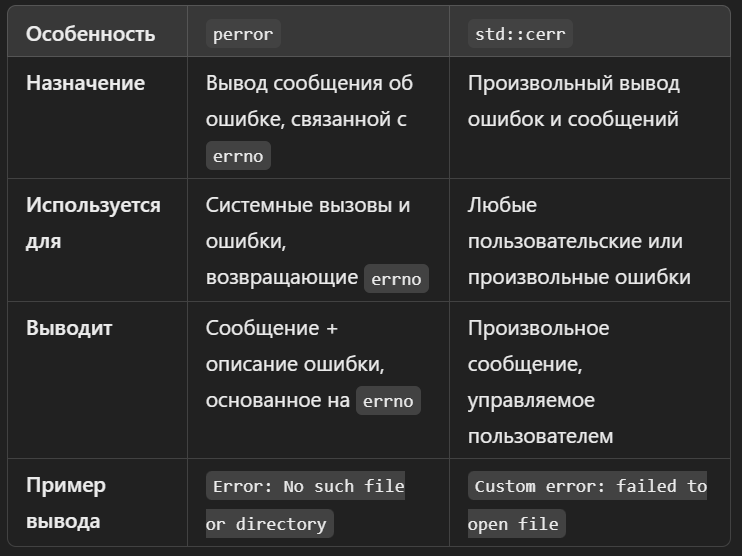 Особенность perror std::cerr
Назначение
Вывод сообщения об
ошибке, связанной с
errno
Произвольный вывод
ошибок и сообщений
Используется
для
Системные вызовы и
ошибки,
возвращающие errno
Любые
пользовательские или
произвольные ошибки
Выводит
Сообщение +
описание ошибки,
основанное на errno
Произвольное
сообщение,
управляемое
пользователем
Пример
вывода
Error: No such file
or directory
Custom error: failed to
open file